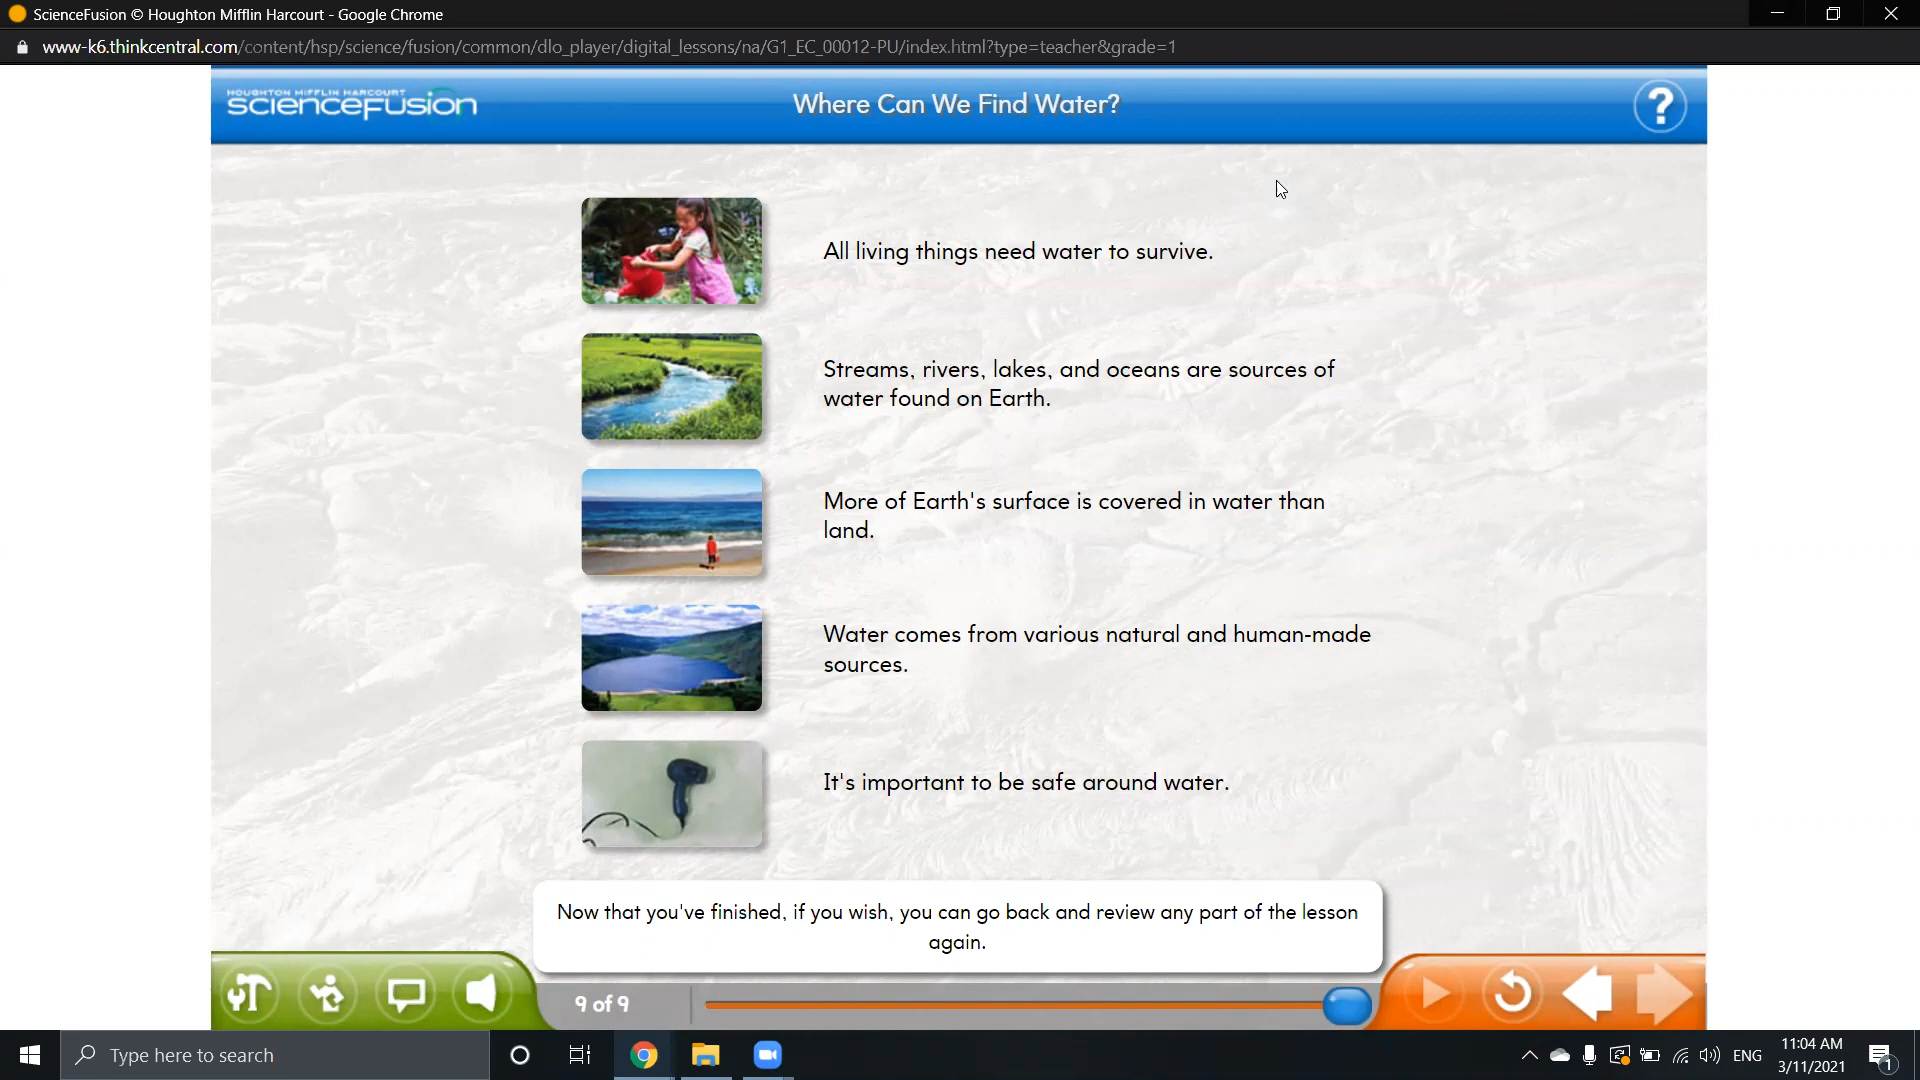 ScienceFusion © Houghton Mifflin Harcourt - Google Chrome
www-k6.thinkcentral.com/content/hsp/science/fusion/common/dlo_player/digital_lessons/na/G1_EC_00012-PU/index.html?type=teacher&grade=1
HOUGHTON MIFFLIN HARCOURT
scienceFusion
Where Can We Find Water?
?
All living things need water to survive.
Streams, rivers, lakes, and oceans are sources of
water found on Earth.
More of Earth's surface is covered in water than
land.
Water comes from various natural and human-made
sources.
It's important to be safe around water.
Now that you've finished, if you wish, you can go back and review any part of the lesson
again.
9 of 9
Type here to search
ENG
11:04 AM
3/11/2021
1